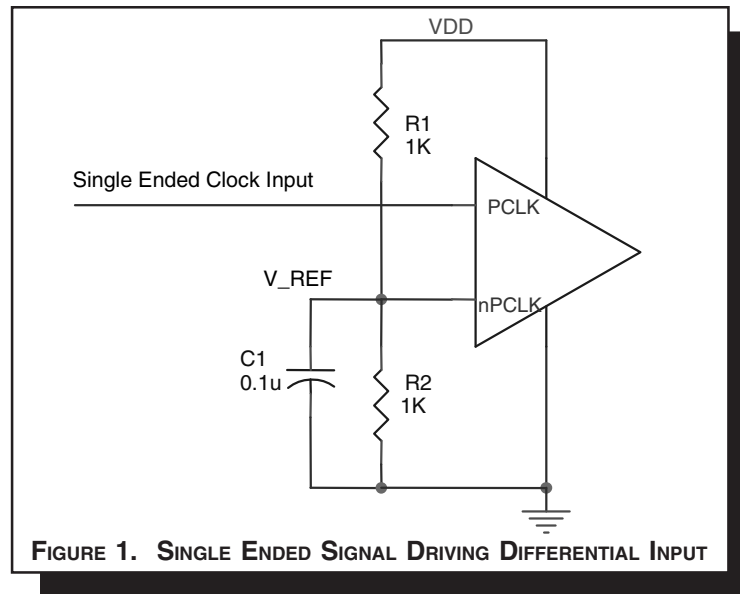 VDD
R1
1K
Single Ended Clock Input
PCLK
V_REF
nPCLK
C1
0.1u
R2
1K
FIGURE 1. SINGLE ENDED SIGNAL DRIVING DIFFERENTIAL INPUT